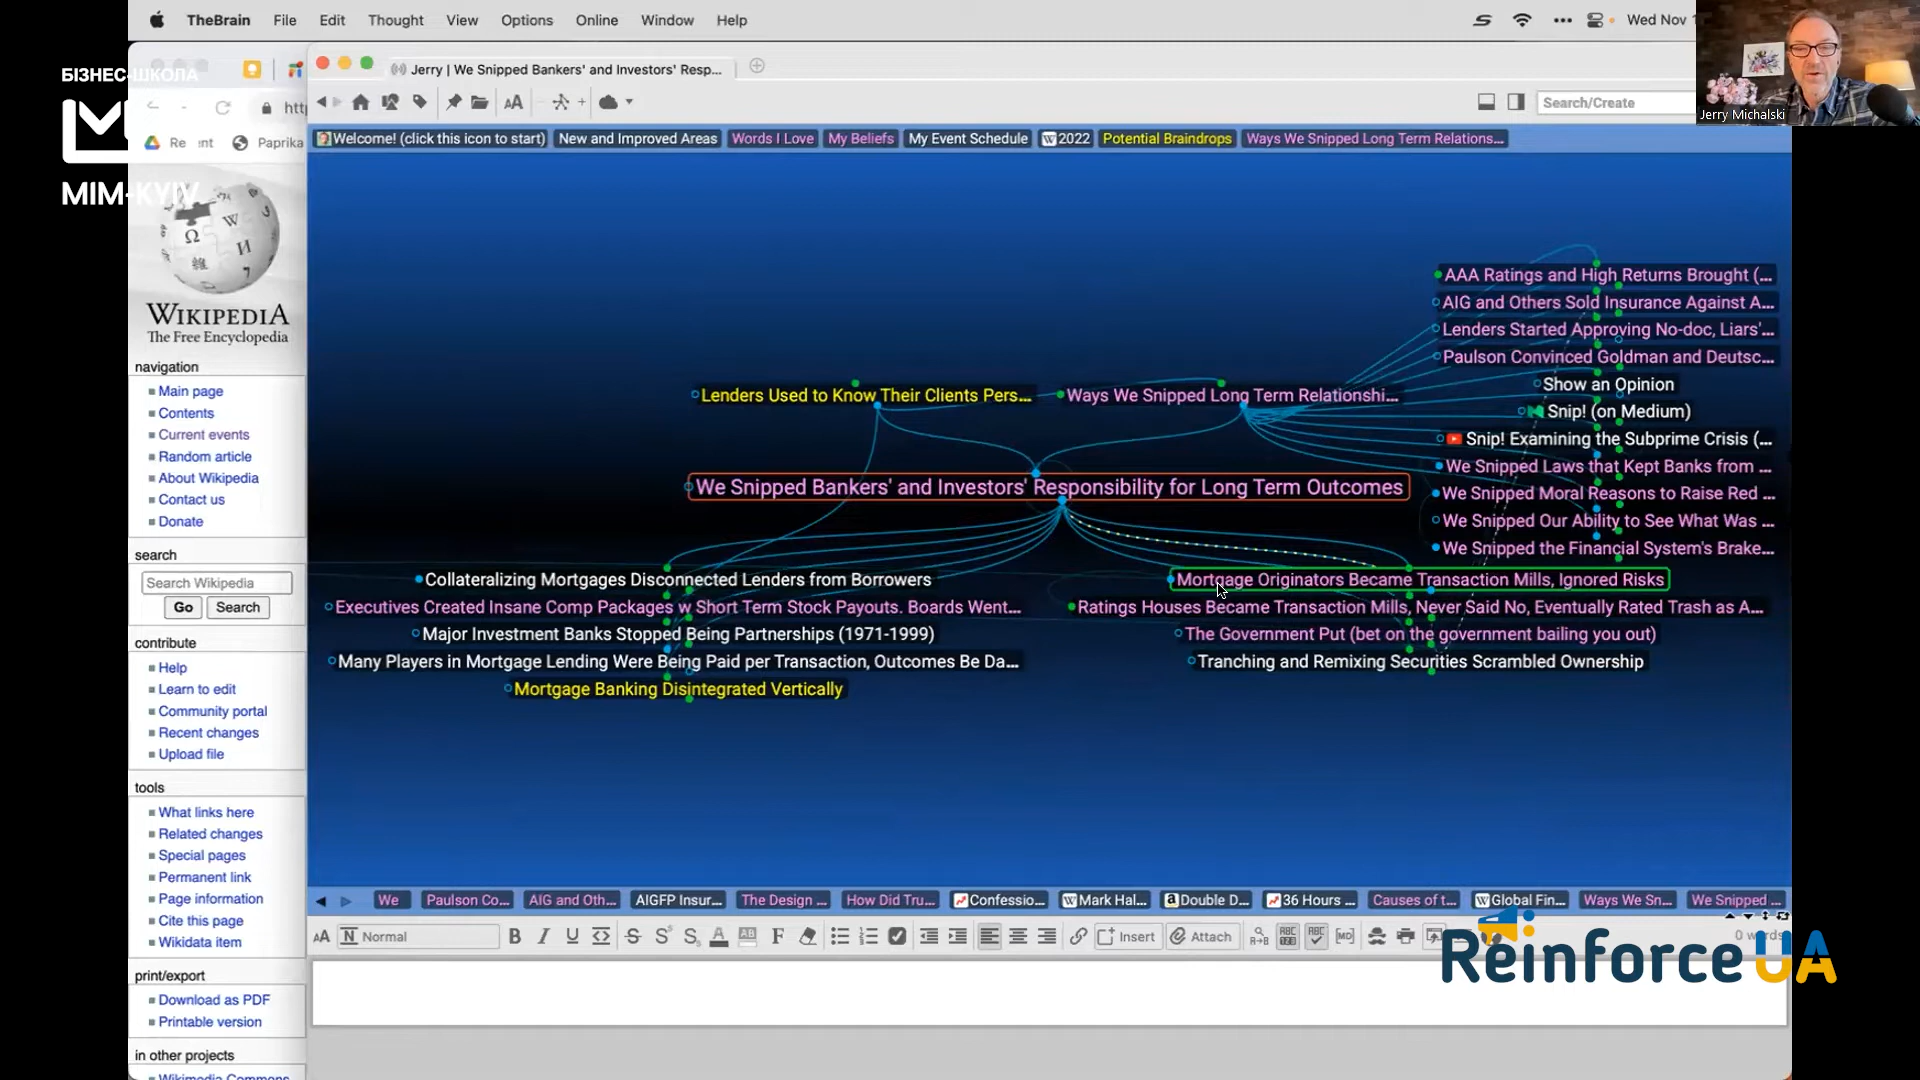 TheBrain File Edit Thought View Options Online Window Help
Wed Nov 1
БІЗНЕС-ШКОЛА
MIM-KYIV
Jerry Michalski
Jerry | We Snipped Bankers' and Investors' Resp...
Search/Create
Paprika
Welcome! (click this icon to start)
New and Improved Areas
Words I Love
My Beliefs
My Event Schedule
2022
Potential Braindrops
Ways We Snipped Long Term Relations...
WIKIPEDIA
The Free Encyclopedia
navigation
Main page
Contents
Current events
Random article
About Wikipedia
Contact us
Donate
search
Search Wikipedia
Go
Search
contribute
Help
Learn to edit
Community portal
Recent changes
Upload file
tools
What links here
Related changes
Special pages
Permanent link
Page information
Cite this page
Wikidata item
print/export
Download as PDF
Printable version
in other projects
Wikimedia Commons
Lenders Used to Know Their Clients Pers...
Ways We Snipped Long Term Relationshi...
AAA Ratings and High Returns Brought (...
AIG and Others Sold Insurance Against A...
Lenders Started Approving No-doc, Liars'...
Paulson Convinced Goldman and Deutsc...
Show an Opinion
Snip! (on Medium)
Snip! Examining the Subprime Crisis (...
We Snipped Laws that Kept Banks from ...
We Snipped Moral Reasons to Raise Red ...
We Snipped Our Ability to See What Was ...
We Snipped the Financial System's Brake...
We Snipped Bankers' and Investors' Responsibility for Long Term Outcomes
Collateralizing Mortgages Disconnected Lenders from Borrowers
Executives Created Insane Comp Packages w Short Term Stock Payouts. Boards Went...
Major Investment Banks Stopped Being Partnerships (1971-1999)
Many Players in Mortgage Lending Were Being Paid per Transaction, Outcomes Be Da...
Mortgage Banking Disintegrated Vertically
Mortgage Originators Became Transaction Mills, Ignored Risks
Ratings Houses Became Transaction Mills, Never Said No, Eventually Rated Trash as A...
The Government Put (bet on the government bailing you out)
Tranching and Remixing Securities Scrambled Ownership
We
Paulson Co...
AIG and Oth...
AIGFP Insur...
The Design ...
How Did Tru...
Confessio...
Mark Hal...
Double D...
36 Hours ...
Causes of t...
Global Fin...
Ways We Sn...
We Snipped ...
Normal
Insert
Attach
0 words
Reinforce UA